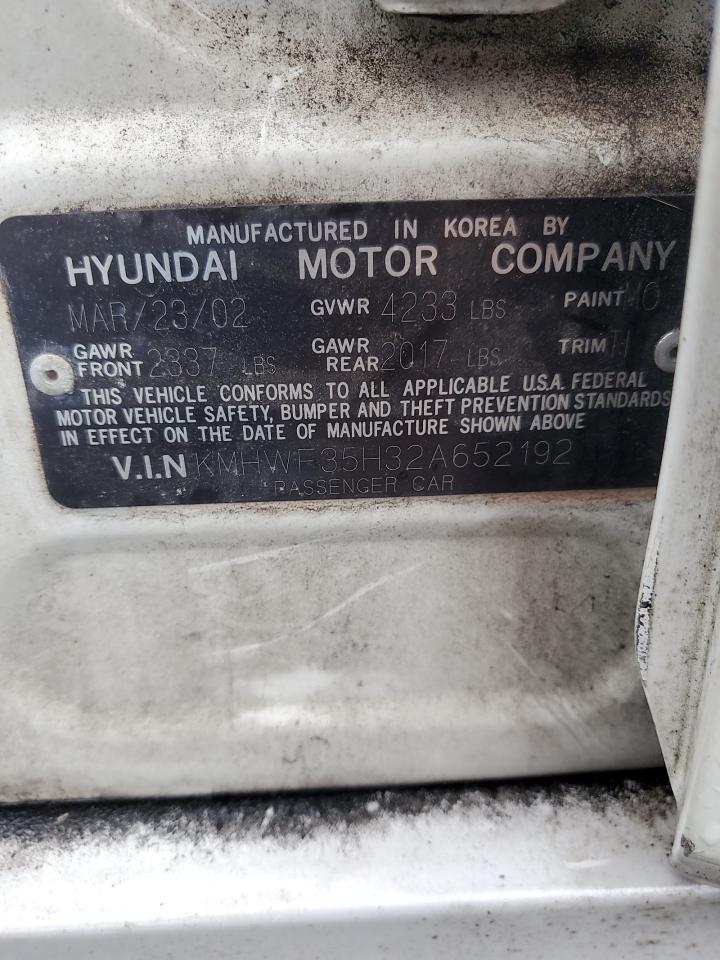 MANUFACTURED IN KOREA BY
HYUNDAI MOTOR COMPANY
MAR/23/02 GVWR 4233 LBS PAINT
GAWR FRONT 2337 LBS GAWR REAR 2017 LBS TRIM
THIS VEHICLE CONFORMS TO ALL APPLICABLE U.S.A. FEDERAL
MOTOR VEHICLE SAFETY, BUMPER AND THEFT PREVENTION STANDARDS
IN EFFECT ON THE DATE OF MANUFACTURE SHOWN ABOVE
V.I.N KMHWF35H32A652192
PASSENGER CAR